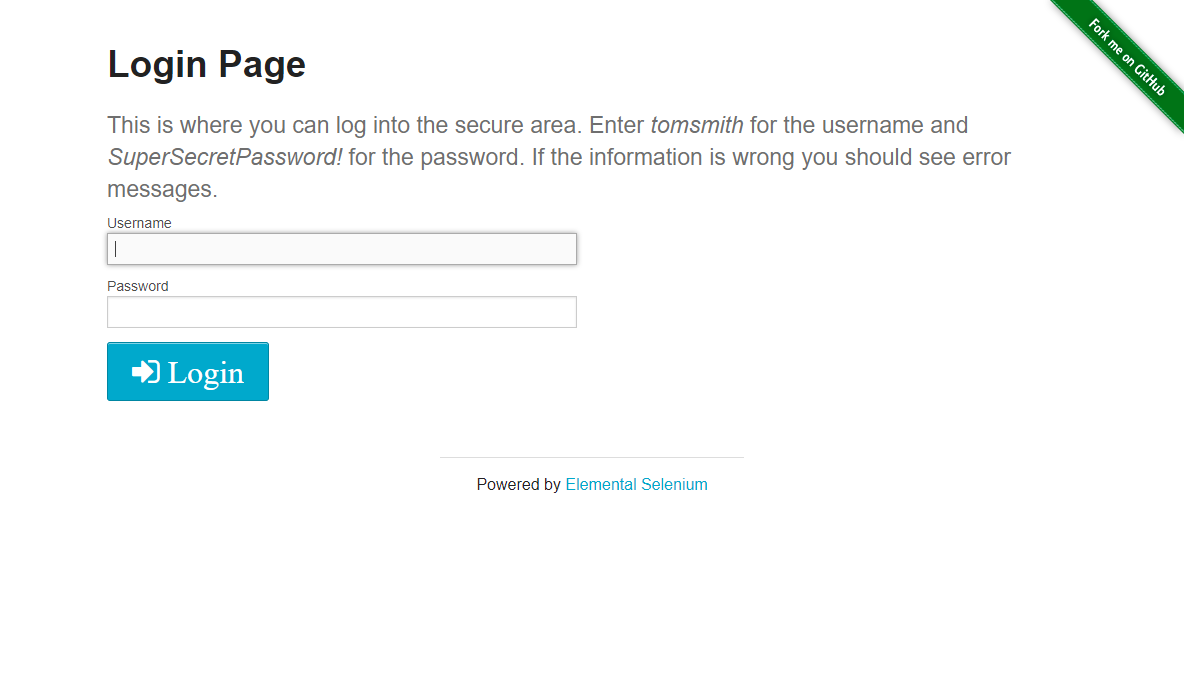 Fork me on GitHub
Login Page
This is where you can log into the secure area. Enter tomsmith for the username and
SuperSecretPassword! for the password. If the information is wrong you should see error
messages.
Username
Password
Login
Powered by Elemental Selenium